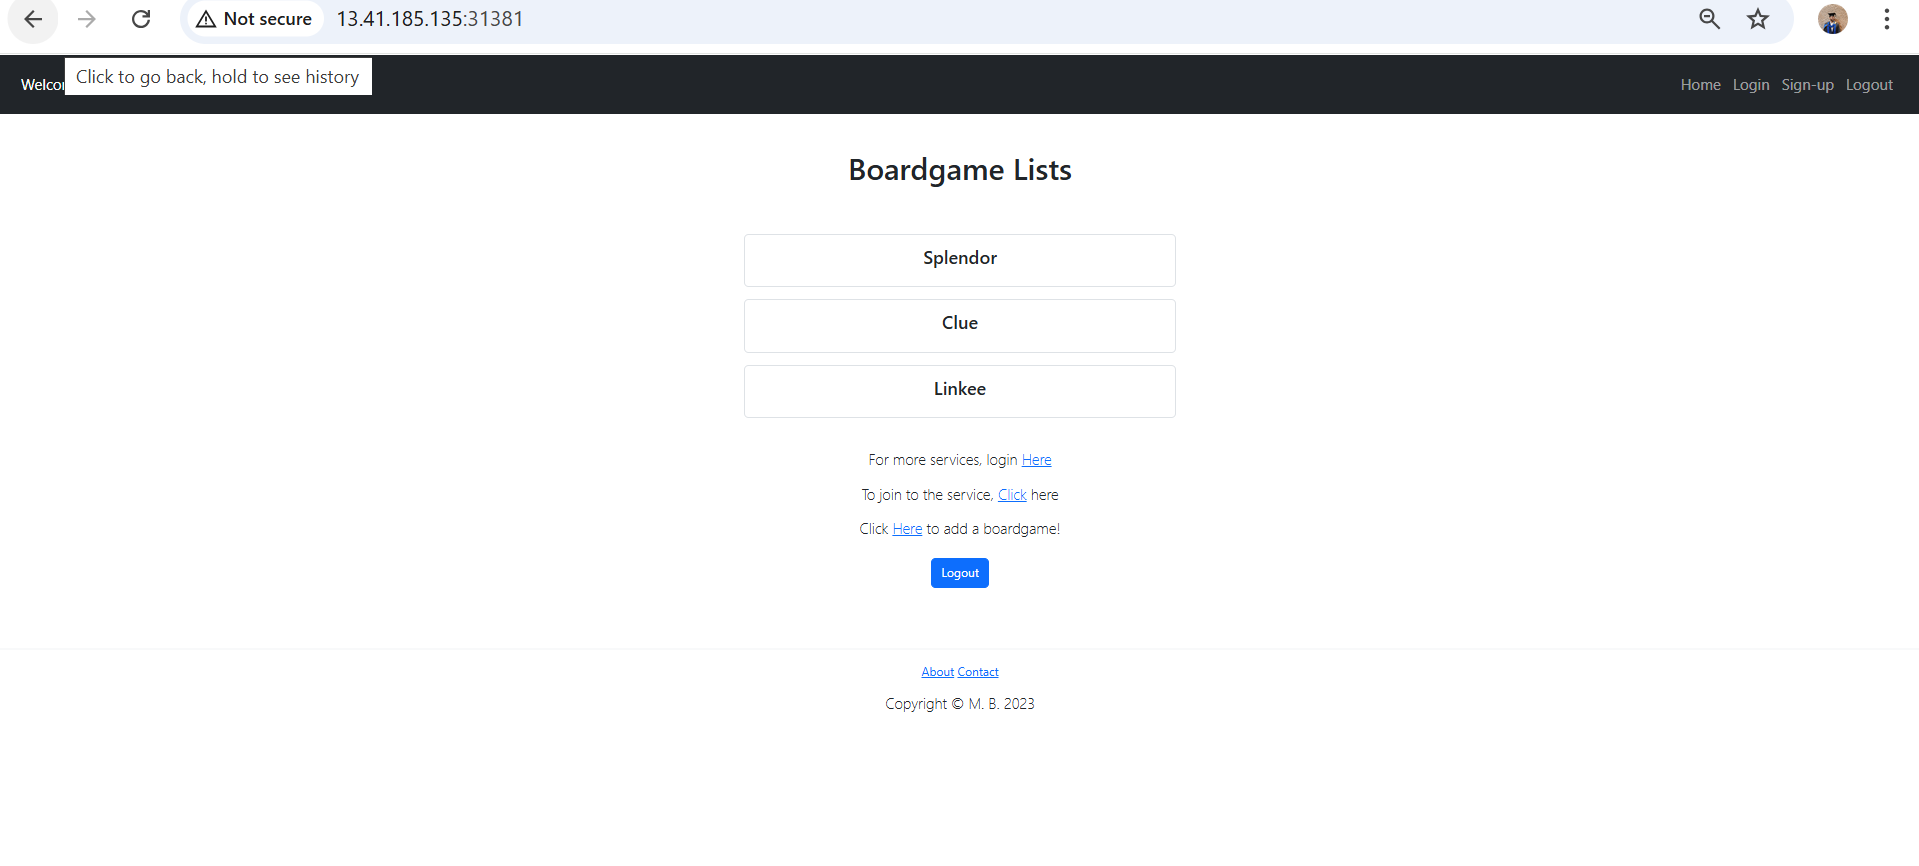 Not secure 13.41.185.135:31381
Click to go back, hold to see history
Home Login Sign-up Logout
Boardgame Lists
Splendor
Clue
Linkee
For more services, login Here
To join to the service, Click here
Click Here to add a boardgame!
Logout
About Contact
Copyright © M. B. 2023